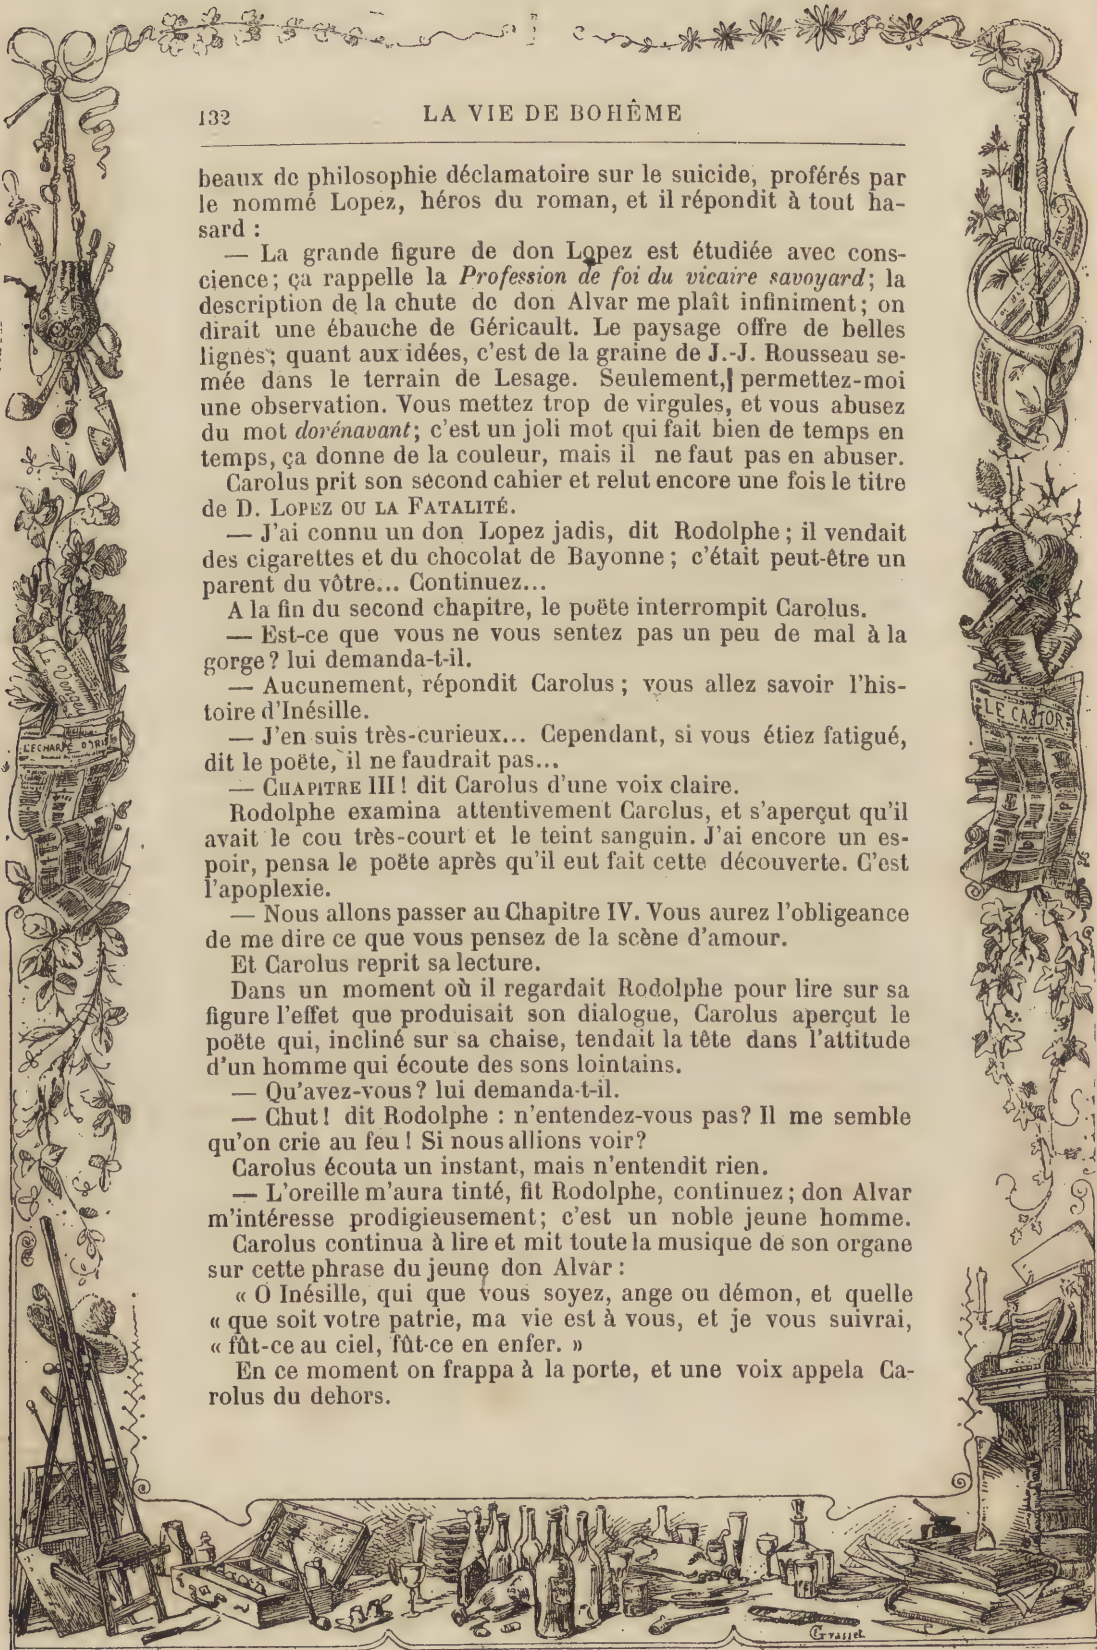 132 LA VIE DE BOHÊME
beaux de philosophie déclamatoire sur le suicide, proférés par
le nommé Lopez, héros du roman, et il répondit à tout ha-
sard :
— La grande figure de don Lopez est étudiée avec cons-
cience ; ça rappelle la Profession de foi du vicaire savoyard ; la
description de la chute de don Alvar me plaît infiniment ; on
dirait une ébauche de Géricault. Le paysage offre de belles
lignes ; quant aux idées, c'est de la graine de J.-J. Rousseau se-
mée dans le terrain de Lesage. Seulement, permettez-moi
une observation. Vous mettez trop de virgules, et vous abusez
du mot dorénavant ; c'est un joli mot qui fait bien de temps en
temps, ça donne de la couleur, mais il ne faut pas en abuser.
Carolus prit son second cahier et relut encore une fois le titre
de D. LOPEZ OU LA FATALITÉ.
— J'ai connu un don Lopez jadis, dit Rodolphe ; il vendait
des cigarettes et du chocolat de Bayonne ; c'était peut-être un
parent du vôtre... Continuez...
A la fin du second chapitre, le poëte interrompit Carolus.
— Est-ce que vous ne vous sentez pas un peu de mal à la
gorge ? lui demanda-t-il.
— Aucunement, répondit Carolus ; vous allez savoir l'his-
toire d'Inésille.
— J'en suis très-curieux... Cependant, si vous étiez fatigué,
dit le poëte, il ne faudrait pas...
— CHAPITRE III ! dit Carolus d'une voix claire.
Rodolphe examina attentivement Carolus, et s'aperçut qu'il
avait le cou très-court et le teint sanguin. J'ai encore un es-
poir, pensa le poëte après qu'il eut fait cette découverte. C'est
l'apoplexie.
— Nous allons passer au Chapitre IV. Vous aurez l'obligeance
de me dire ce que vous pensez de la scène d'amour.
Et Carolus reprit sa lecture.
Dans un moment où il regardait Rodolphe pour lire sur sa
figure l'effet que produisait son dialogue, Carolus aperçut le
poëte qui, incliné sur sa chaise, tendait la tête dans l'attitude
d'un homme qui écoute des sons lointains.
— Qu'avez-vous ? lui demanda-t-il.
— Chut ! dit Rodolphe : n'entendez-vous pas ? Il me semble
qu'on crie au feu ! Si nous allions voir ?
Carolus écouta un instant, mais n'entendit rien.
— L'oreille m'aura tinté, fit Rodolphe, continuez ; don Alvar
m'intéresse prodigieusement ; c'est un noble jeune homme.
Carolus continua à lire et mit toute la musique de son organe
sur cette phrase du jeune don Alvar :
« O Inésille, qui que vous soyez, ange ou démon, et quelle
« que soit votre patrie, ma vie est à vous, et je vous suivrai,
« fût-ce au ciel, fût-ce en enfer. »
En ce moment on frappa à la porte, et une voix appela Ca-
rolus du dehors.
L'ECHARPE D'IRIS
LE CASTOR
Grasset